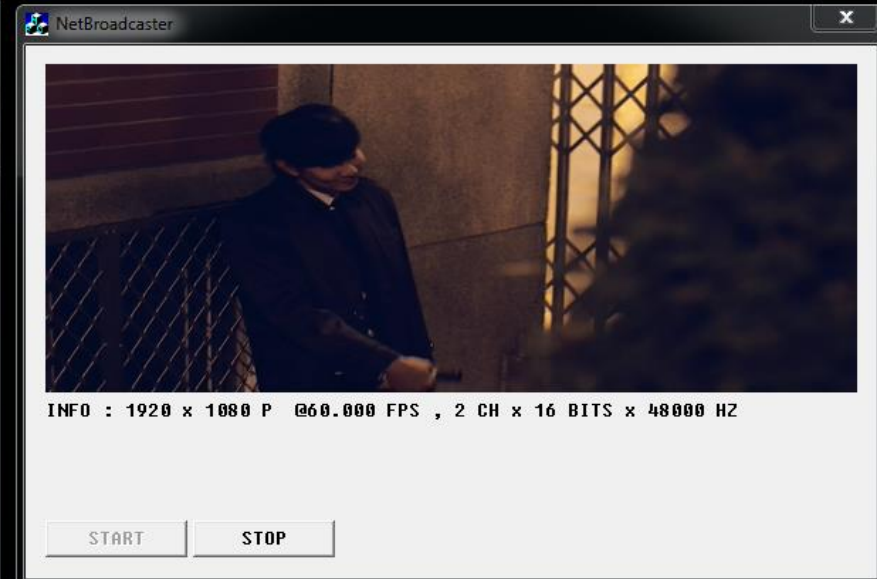 NetBroadcaster
INFO : 1920 x 1080 P @60.000 FPS , 2 CH x 16 BITS x 48000 HZ
START
STOP